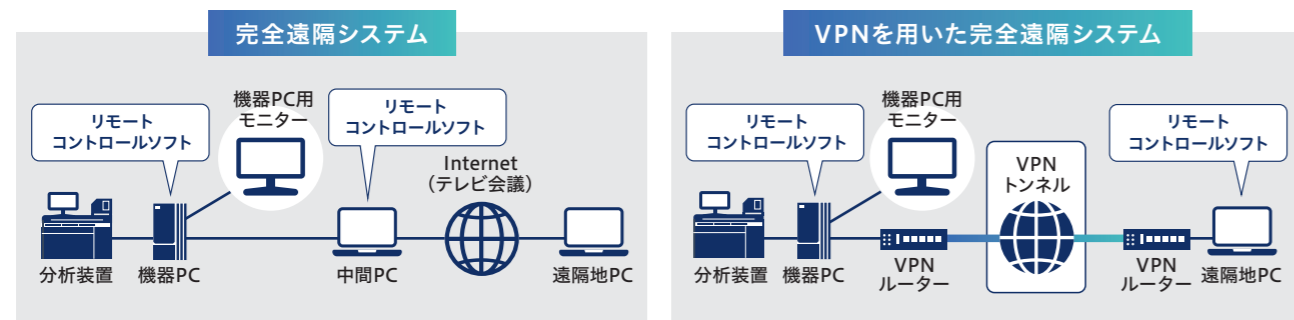 完全遠隔システム
リモート
コントロールソフト
機器PC用
モニター
リモート
コントロールソフト
Internet
（テレビ会議）
分析装置
機器PC
中間PC
遠隔地PC
VPNを用いた完全遠隔システム
リモート
コントロールソフト
機器PC用
モニター
VPN
トンネル
リモート
コントロールソフト
分析装置
機器PC
VPN
ルーター
VPN
ルーター
遠隔地PC